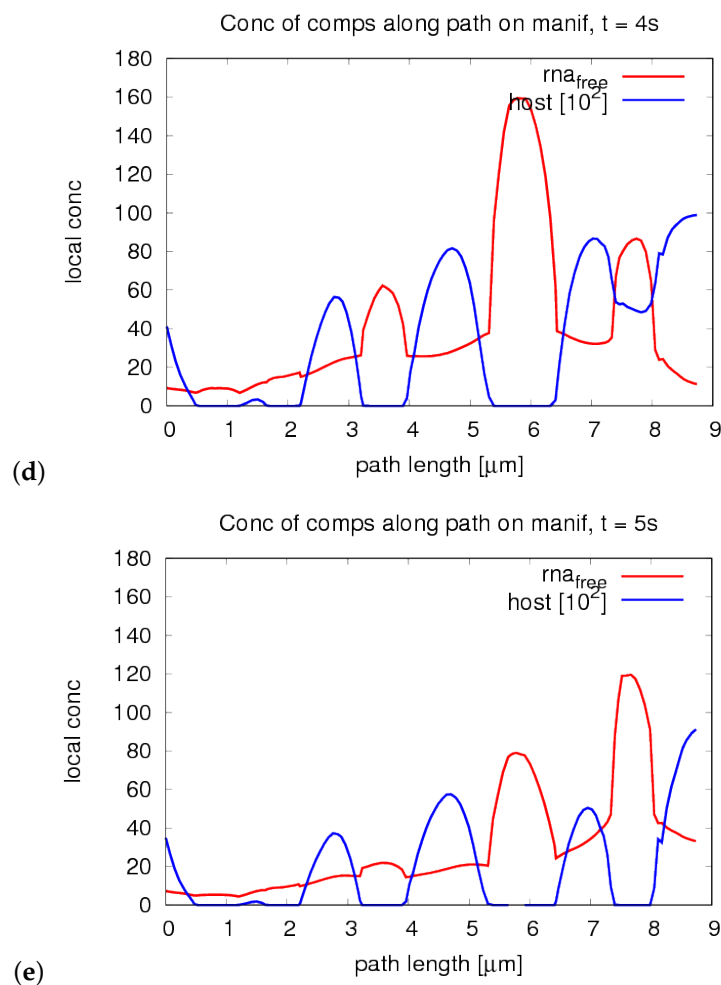 Conc of comps along path on manif, t = 4s
180
160
140
120
100
80
60
40
20
0
local conc
rna_free
host [10^2]
0 1 2 3 4 5 6 7 8 9
path length [μm]
(d)
Conc of comps along path on manif, t = 5s
180
160
140
120
100
80
60
40
20
0
local conc
rna_free
host [10^2]
0 1 2 3 4 5 6 7 8 9
path length [μm]
(e)